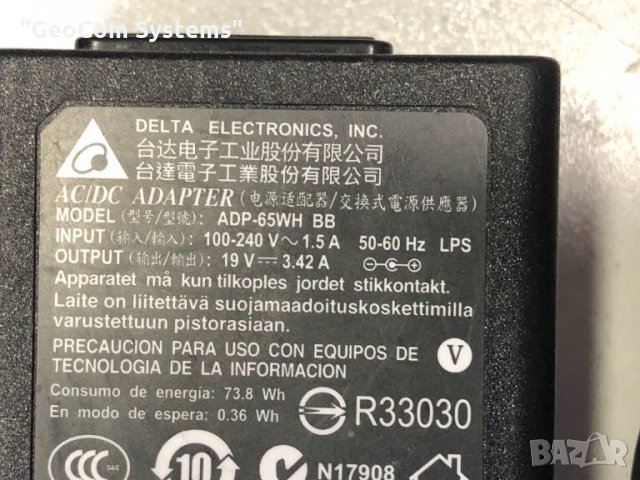 "GeoCom Systems"
DELTA ELECTRONICS, INC.
台达电子工业股份有限公司
台達電子工業股份有限公司
AC/DC ADAPTER (电源适配器/交換式電源供應器)
MODEL (型号/型號): ADP-65WH BB
INPUT (输入/輸入): 100-240 V～1.5 A 50-60 Hz LPS
OUTPUT (输出/輸出): 19 V⎓3.42 A
Apparatet må kun tilkoples jordet stikkontakt.
Laite on liitettävä suojamaadoituskoskettimilla
varustettuun pistorasiaan.
PRECAUCION PARA USO CON EQUIPOS DE V
TECNOLOGIA DE LA INFORMACION
Consumo de energia: 73.8 Wh
En modo de espera: 0.36 Wh
R33030
CCC S&E 10 N17908
BAZAR
"GeoCom Systems"